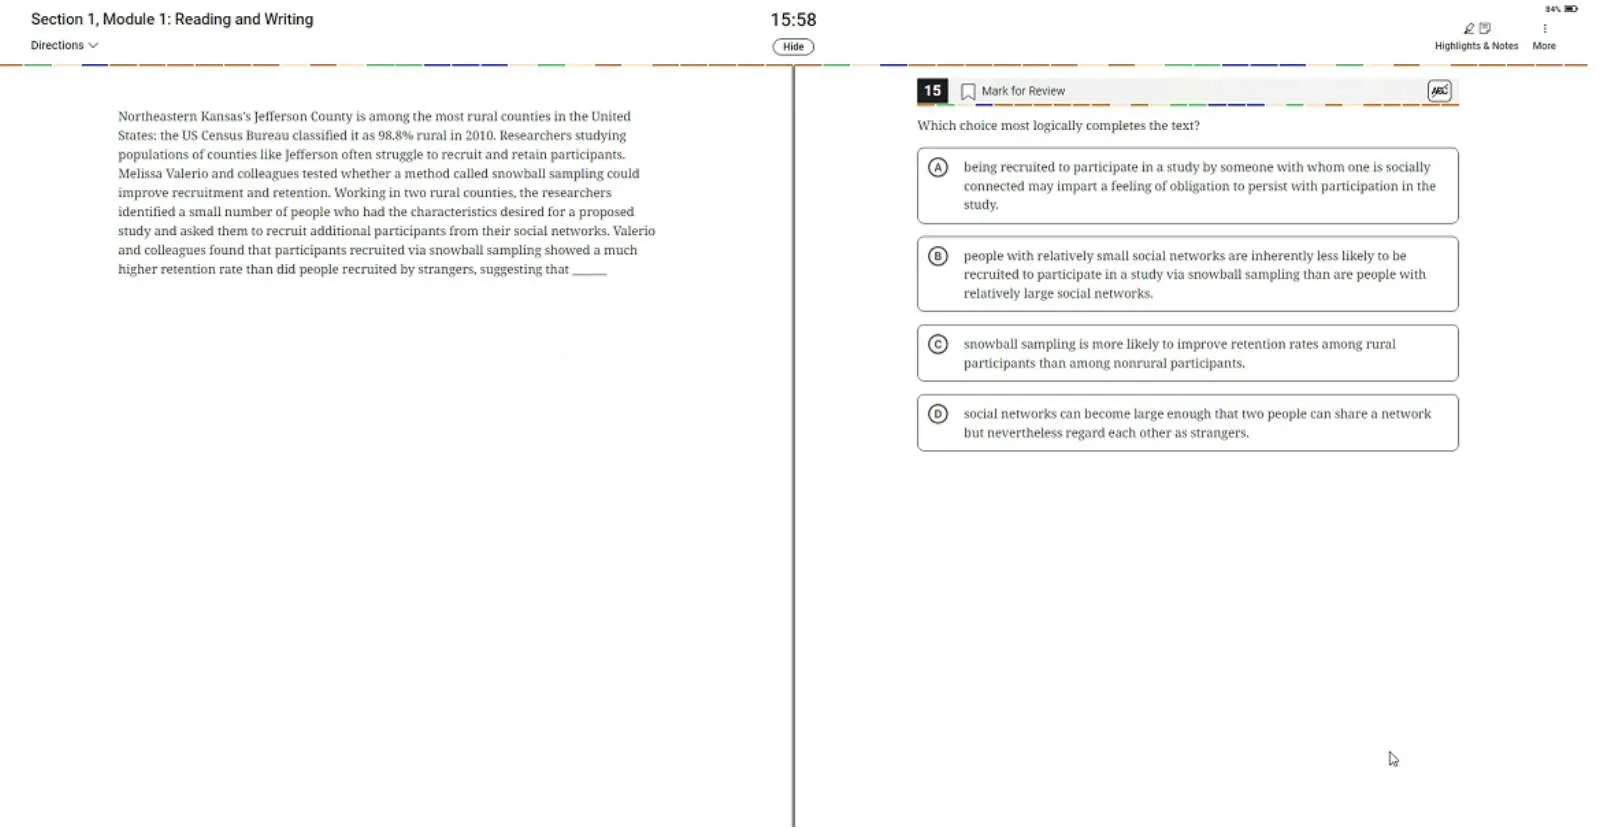 Section 1, Module 1: Reading and Writing
15:58
84%
Directions
Hide
Highlights & Notes
More
Northeastern Kansas's Jefferson County is among the most rural counties in the United
States: the US Census Bureau classified it as 98.8% rural in 2010. Researchers studying
populations of counties like Jefferson often struggle to recruit and retain participants.
Melissa Valerio and colleagues tested whether a method called snowball sampling could
improve recruitment and retention. Working in two rural counties, the researchers
identified a small number of people who had the characteristics desired for a proposed
study and asked them to recruit additional participants from their social networks. Valerio
and colleagues found that participants recruited via snowball sampling showed a much
higher retention rate than did people recruited by strangers, suggesting that ______
15
Mark for Review
ABC
Which choice most logically completes the text?
A
being recruited to participate in a study by someone with whom one is socially
connected may impart a feeling of obligation to persist with participation in the
study.
B
people with relatively small social networks are inherently less likely to be
recruited to participate in a study via snowball sampling than are people with
relatively large social networks.
C
snowball sampling is more likely to improve retention rates among rural
participants than among nonrural participants.
D
social networks can become large enough that two people can share a network
but nevertheless regard each other as strangers.